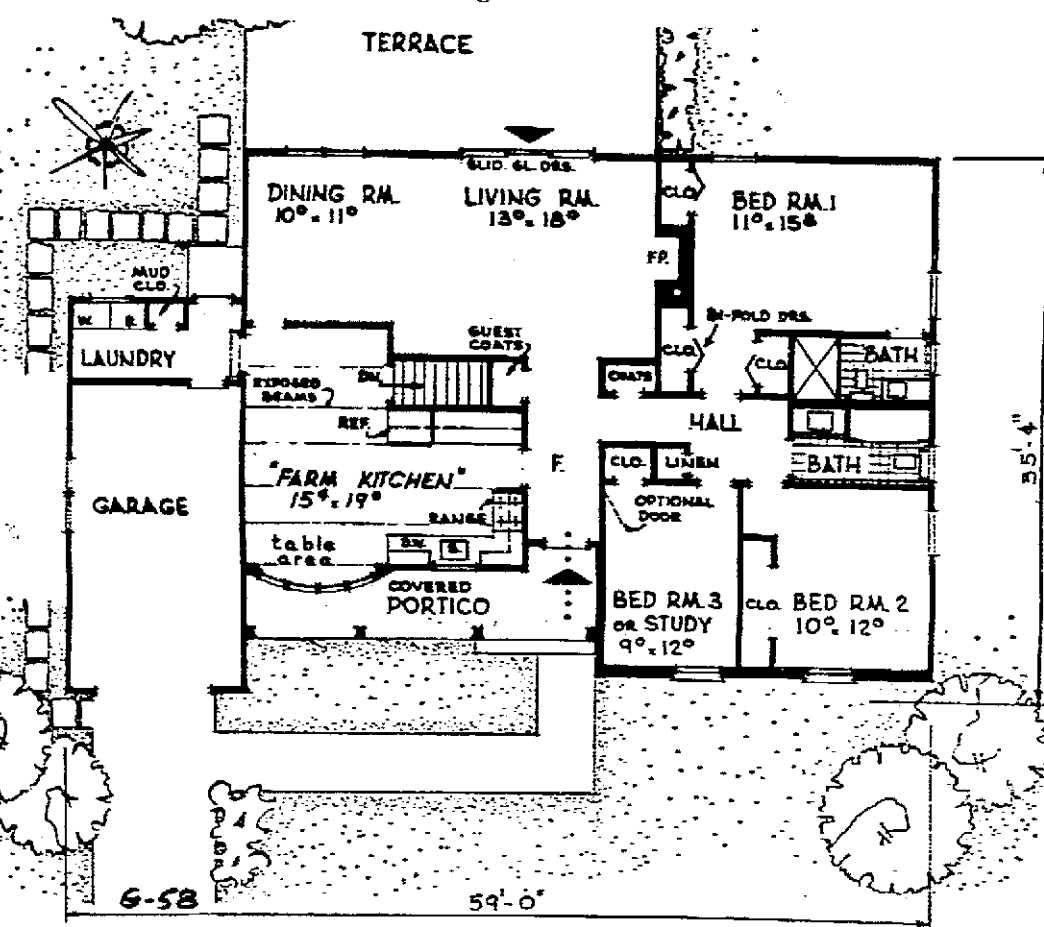 TERRACE
GLID. GL. DRS.
DINING RM.
10⁰ x 11⁰
LIVING RM.
13⁰ x 18⁰
CLO.
BED RM. 1
11⁰ x 15⁸
FP.
MUD
CLO.
W.
LAUNDRY
GUEST
COATS
BI-FOLD DRS.
CLO.
CLO.
BATH
DN.
COATS
EXPOSED
BEAMS
REF.
HALL
"FARM KITCHEN"
15⁴ x 19⁰
F.
CLO.
LINEN
BATH
35'-4"
GARAGE
RANGE
OPTIONAL
DOOR
table
area
D.W.
S.
COVERED
PORTICO
BED RM. 3
OR STUDY
9⁰ x 12⁰
CLO.
BED RM. 2
10⁰ x 12⁰
G-58
59'-0"